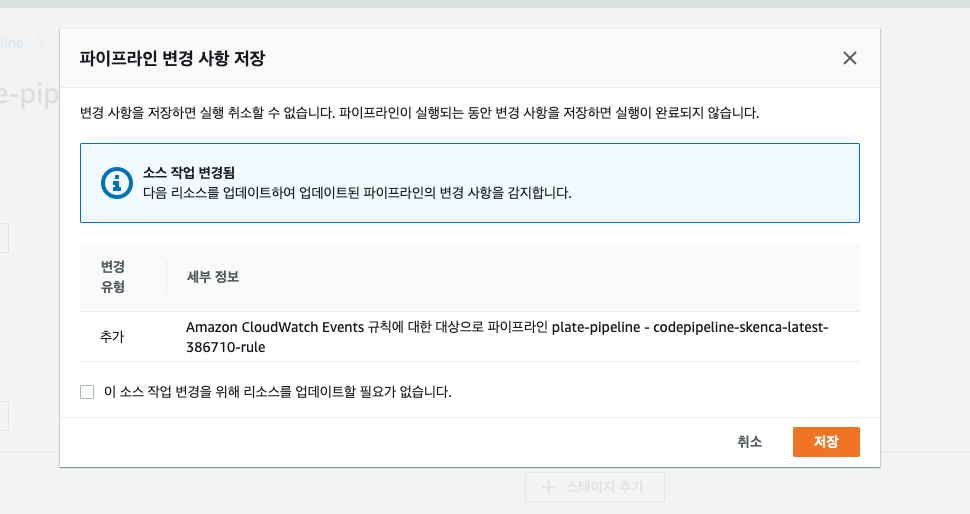 line
e-pip
파이프라인 변경 사항 저장
변경 사항을 저장하면 실행 취소할 수 없습니다. 파이프라인이 실행되는 동안 변경 사항을 저장하면 실행이 완료되지 않습니다.
소스 작업 변경됨
다음 리소스를 업데이트하여 업데이트된 파이프라인의 변경 사항을 감지합니다.
변경
유형
세부 정보
추가
Amazon CloudWatch Events 규칙에 대한 대상으로 파이프라인 plate-pipeline - codepipeline-skenca-latest-
386710-rule
이 소스 작업 변경을 위해 리소스를 업데이트할 필요가 없습니다.
취소
저장
스테이지 추가